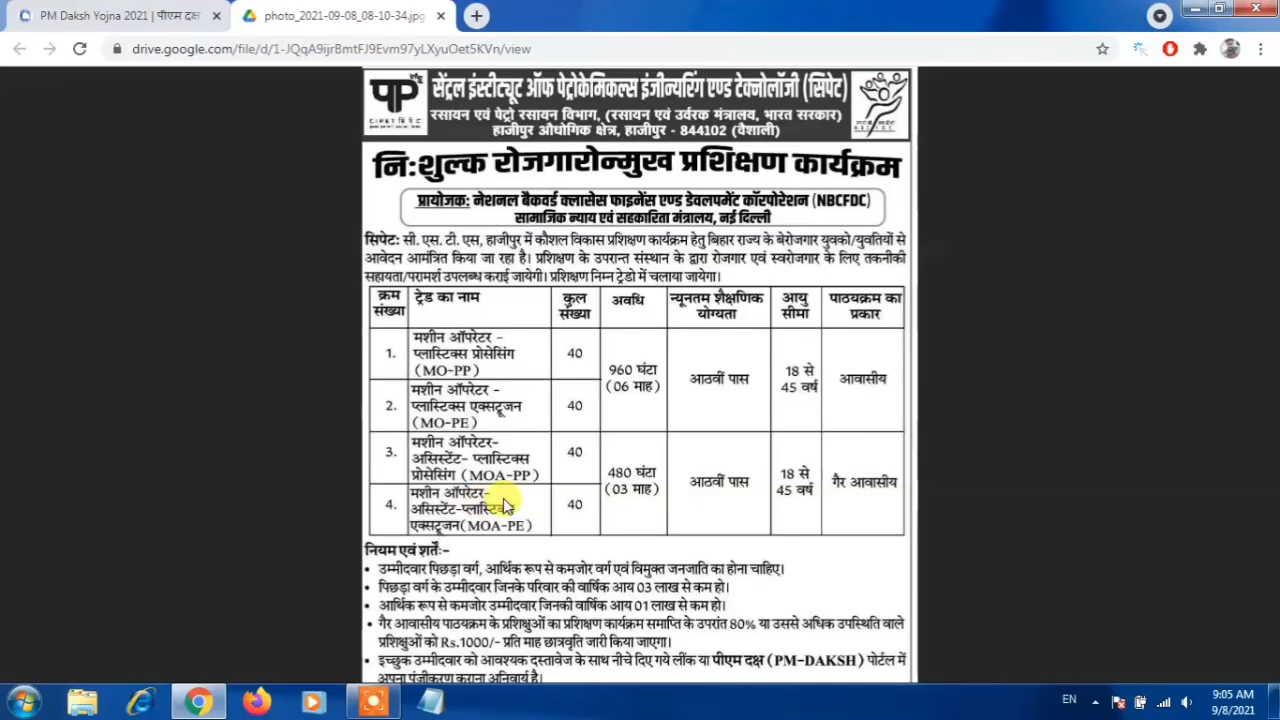 PM Daksh Yojna 2021 | पीएम दक्ष
photo_2021-09-08_08-10-34.jpg
drive.google.com/file/d/1-JQqA9ijrBmtFJ9Evm97yLXyuOet5KVn/view
सेंट्रल इंस्टीट्यूट ऑफ पेट्रोकेमिकल्स इंजीन्यरिंग एण्ड टेक्नोलॉजी (सिपेट)
रसायन एवं पेट्रो रसायन विभाग, (रसायन एवं उर्वरक मंत्रालय, भारत सरकार)
हाजीपुर औधोगिक क्षेत्र, हाजीपुर - 844102 (वैशाली)
निःशुल्क रोजगारोन्मुख प्रशिक्षण कार्यक्रम
प्रायोजक: नेशनल बैकवर्ड क्लासेस फाइनेंस एण्ड डेवलपमेंट कॉरपोरेशन (NBCFDC)
सामाजिक न्याय एवं सहकारिता मंत्रालय, नई दिल्ली
सिपेट: सी. एस. टी. एस, हाजीपुर में कौशल विकास प्रशिक्षण कार्यक्रम हेतु बिहार राज्य के बेरोजगार युवको/युवतियों से
आवेदन आमंत्रित किया जा रहा है। प्रशिक्षण के उपरान्त संस्थान के द्वारा रोजगार एवं स्वरोजगार के लिए तकनीकी
सहायता/परामर्श उपलब्ध कराई जायेगी। प्रशिक्षण निम्न ट्रेडो में चलाया जायेगा।
क्रम संख्या ट्रेड का नाम कुल संख्या अवधि न्यूनतम शैक्षणिक योग्यता आयु सीमा पाठयक्रम का प्रकार
1. मशीन ऑपरेटर - प्लास्टिक्स प्रोसेसिंग (MO-PP) 40 960 घंटा (06 माह) आठवीं पास 18 से 45 वर्ष आवासीय
2. मशीन ऑपरेटर - प्लास्टिक्स एक्सट्रूजन (MO-PE) 40
3. मशीन ऑपरेटर- असिस्टेंट- प्लास्टिक्स प्रोसेसिंग (MOA-PP) 40 480 घंटा (03 माह) आठवीं पास 18 से 45 वर्ष गैर आवासीय
4. मशीन ऑपरेटर- असिस्टेंट-प्लास्टिक्स एक्सट्रूजन(MOA-PE) 40
नियम एवं शर्तें:-
• उम्मीदवार पिछड़ा वर्ग, आर्थिक रूप से कमजोर वर्ग एवं विमुक्त जनजाति का होना चाहिए।
• पिछड़ा वर्ग के उम्मीदवार जिनके परिवार की वार्षिक आय 03 लाख से कम हो।
• आर्थिक रूप से कमजोर उम्मीदवार जिनकी वार्षिक आय 01 लाख से कम हो।
• गैर आवासीय पाठयक्रम के प्रशिक्षुओं का प्रशिक्षण कार्यक्रम समाप्ति के उपरांत 80% या उससे अधिक उपस्थिति वाले
प्रशिक्षुओं को Rs.1000/- प्रति माह छात्रवृति जारी किया जाएगा।
• इच्छुक उम्मीदवार को आवश्यक दस्तावेज के साथ नीचे दिए गये लींक या पीएम दक्ष (PM-DAKSH) पोर्टल में
अपना पंजीकरण कराना अनिवार्य है।
EN
9:05 AM
9/8/2021